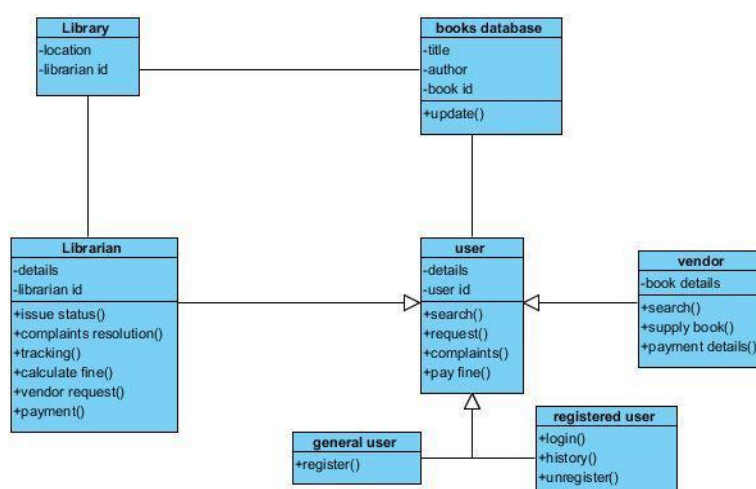 Library
-location
-librarian id
books database
-title
-author
-book id
+update()
Librarian
-details
-librarian id
+issue status()
+complaints resolution()
+tracking()
+calculate fine()
+vendor request()
+payment()
user
-details
-user id
+search()
+request()
+complaints()
+pay fine()
vendor
-book details
+search()
+supply book()
+payment details()
general user
+register()
registered user
+login()
+history()
+unregister()